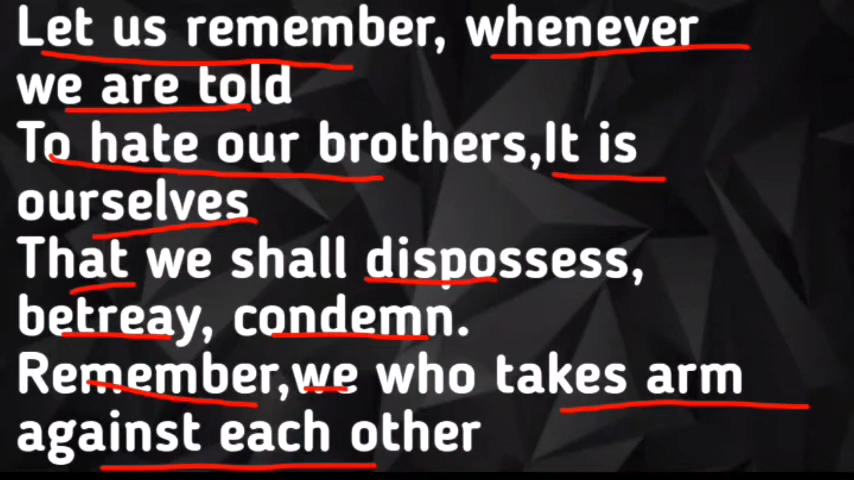 Let us remember, whenever
we are told
To hate our brothers,It is
ourselves
That we shall dispossess,
betreay, condemn.
Remember,we who takes arm
against each other